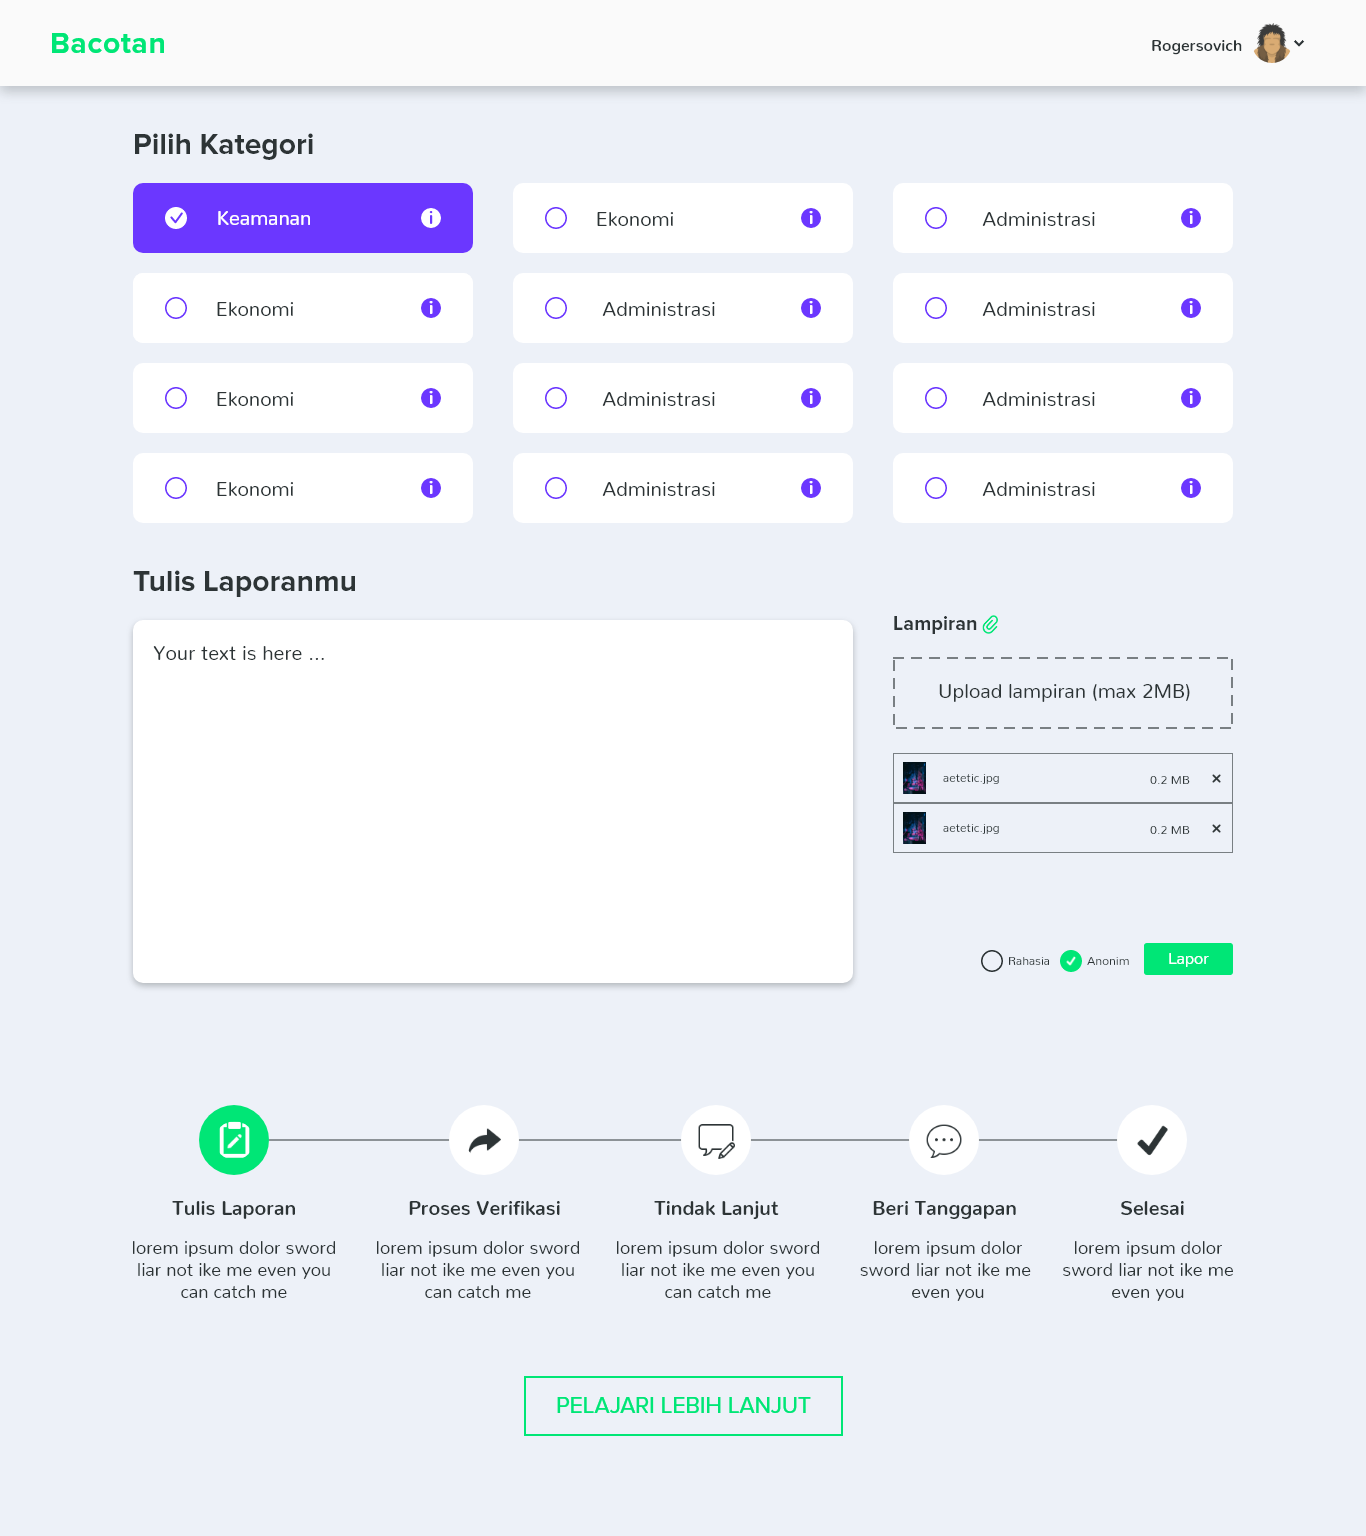 Bacotan
Rogersovich
Pilih Kategori
Keamanan
Ekonomi
Administrasi
Ekonomi
Administrasi
Administrasi
Ekonomi
Administrasi
Administrasi
Ekonomi
Administrasi
Administrasi
Tulis Laporanmu
Your text is here ...
Lampiran
Upload lampiran (max 2MB)
aetetic.jpg 0.2 MB
aetetic.jpg 0.2 MB
Rahasia
Anonim
Lapor
Tulis Laporan
lorem ipsum dolor sword
liar not ike me even you
can catch me
Proses Verifikasi
lorem ipsum dolor sword
liar not ike me even you
can catch me
Tindak Lanjut
lorem ipsum dolor sword
liar not ike me even you
can catch me
Beri Tanggapan
lorem ipsum dolor
sword liar not ike me
even you
Selesai
lorem ipsum dolor
sword liar not ike me
even you
PELAJARI LEBIH LANJUT